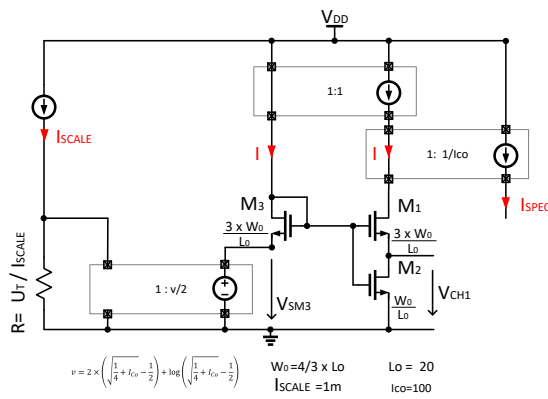 VDD
1:1
ISCALE
I
I
1: 1/Ico
ISPEC
M3
M1
3 x W0
L0
3 x W0
L0
M2
R= UT / ISCALE
1 : v/2
+
−
VSM3
W0
L0
VCH1
v = 2 × (√(1/4 + ICo) − 1/2) + log(√(1/4 + ICo) − 1/2)
W0=4/3 x Lo
Lo = 20
ISCALE =1m
Ico=100